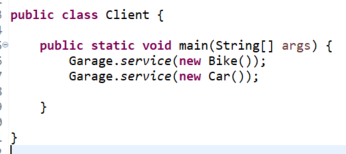 public class Client {
public static void main(String[] args) {
Garage.service(new Bike());
Garage.service(new Car());
}
}